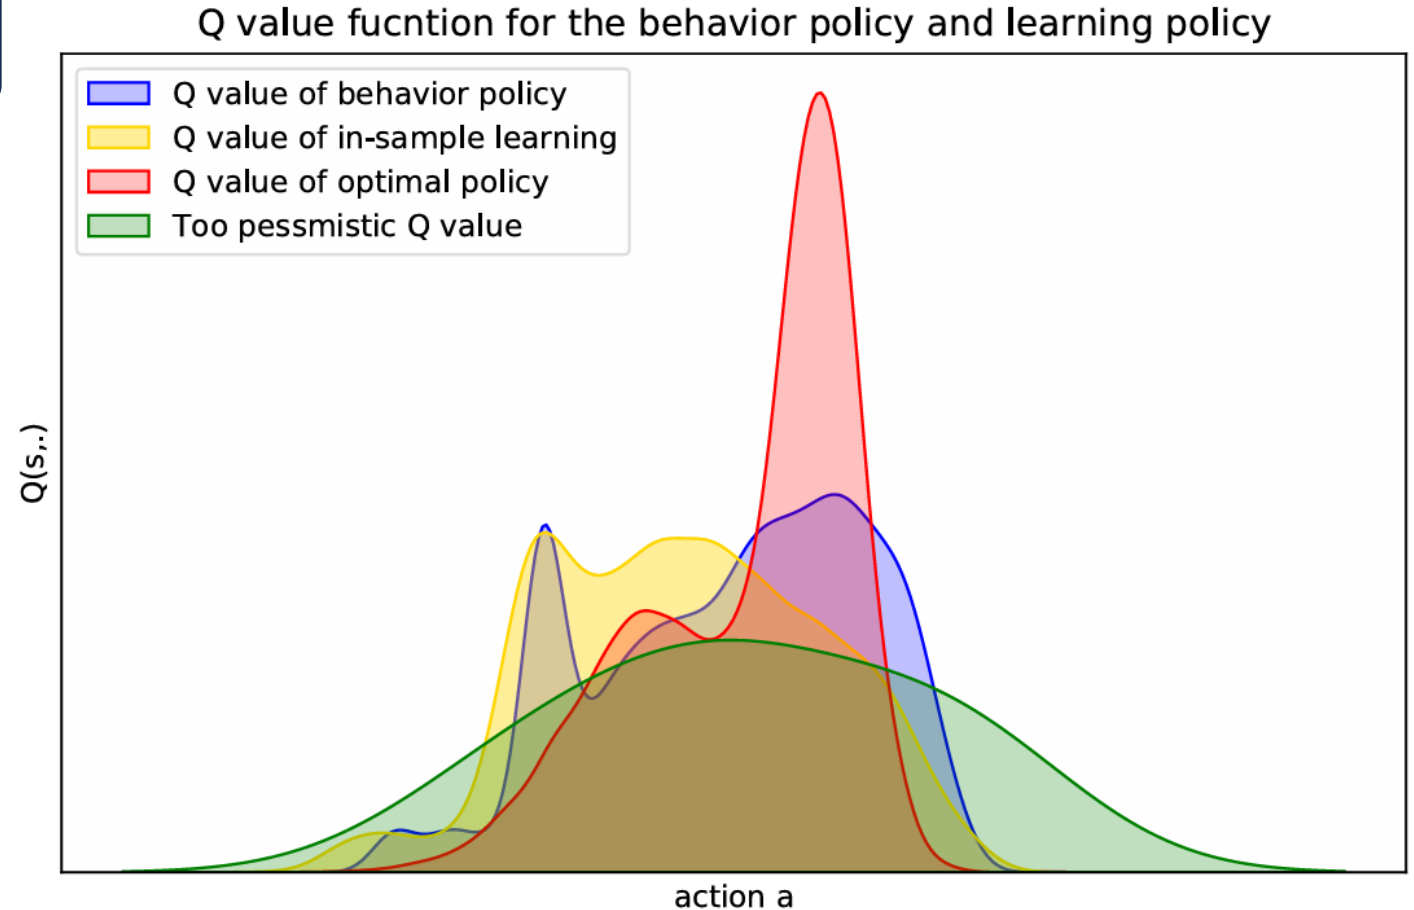 Q value fucntion for the behavior policy and learning policy
Q value of behavior policy
Q value of in-sample learning
Q value of optimal policy
Too pessmistic Q value
Q(s,.)
action a